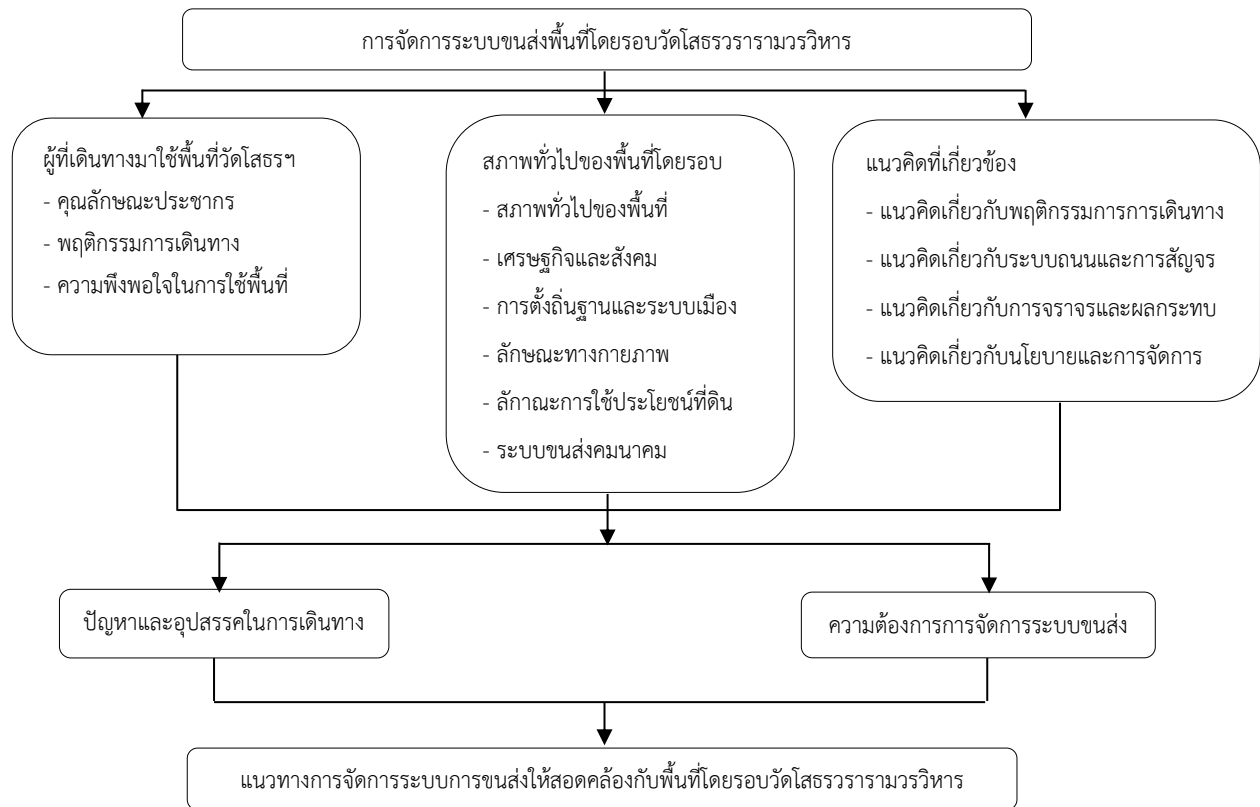 การจัดการระบบขนส่งพื้นที่โดยรอบวัดโสธรวรารามวรวิหาร
ผู้ที่เดินทางมาใช้พื้นที่วัดโสธรฯ
- คุณลักษณะประชากร
- พฤติกรรมการเดินทาง
- ความพึงพอใจในการใช้พื้นที่
สภาพทั่วไปของพื้นที่โดยรอบ
- สภาพทั่วไปของพื้นที่
- เศรษฐกิจและสังคม
- การตั้งถิ่นฐานและระบบเมือง
- ลักษณะทางกายภาพ
- ลักาณะการใช้ประโยชน์ที่ดิน
- ระบบขนส่งคมนาคม
แนวคิดที่เกี่ยวข้อง
- แนวคิดเกี่ยวกับพฤติกรรมการการเดินทาง
- แนวคิดเกี่ยวกับระบบถนนและการสัญจร
- แนวคิดเกี่ยวกับการจราจรและผลกระทบ
- แนวคิดเกี่ยวกับนโยบายและการจัดการ
ปัญหาและอุปสรรคในการเดินทาง
ความต้องการการจัดการระบบขนส่ง
แนวทางการจัดการระบบการขนส่งให้สอดคล้องกับพื้นที่โดยรอบวัดโสธรวรารามวรวิหาร